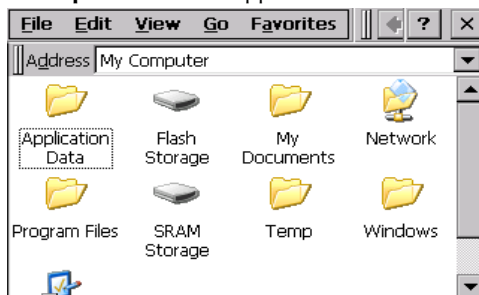 File Edit View Go Favorites ?
Address My Computer
Application Data
Flash Storage
My Documents
Network
Program Files
SRAM Storage
Temp
Windows